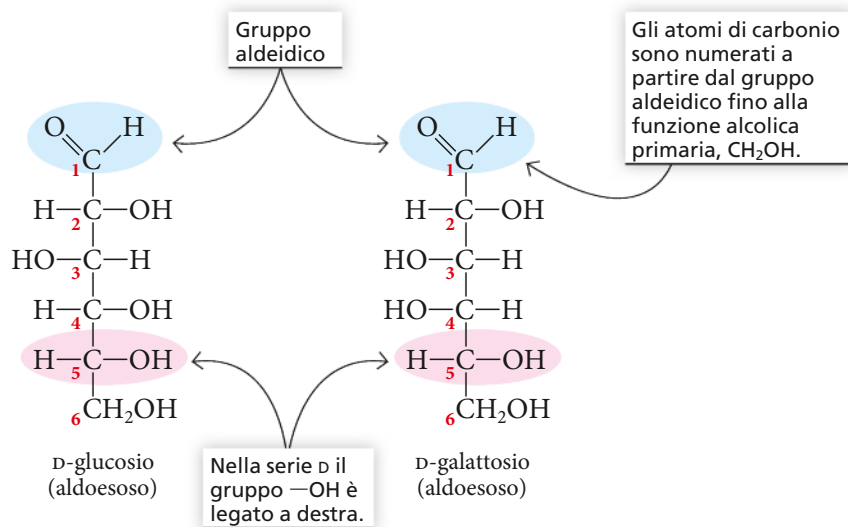 Gruppo
aldeidico
Gli atomi di carbonio
sono numerati a
partire dal gruppo
aldeidico fino alla
funzione alcolica
primaria, CH₂OH.
O H
C
1
H—C—OH
2
HO—C—H
3
H—C—OH
4
H—C—OH
5
6 CH₂OH
D-glucosio
(aldoesoso)
O H
C
1
H—C—OH
2
HO—C—H
3
HO—C—H
4
H—C—OH
5
6 CH₂OH
D-galattosio
(aldoesoso)
Nella serie D il
gruppo —OH è
legato a destra.